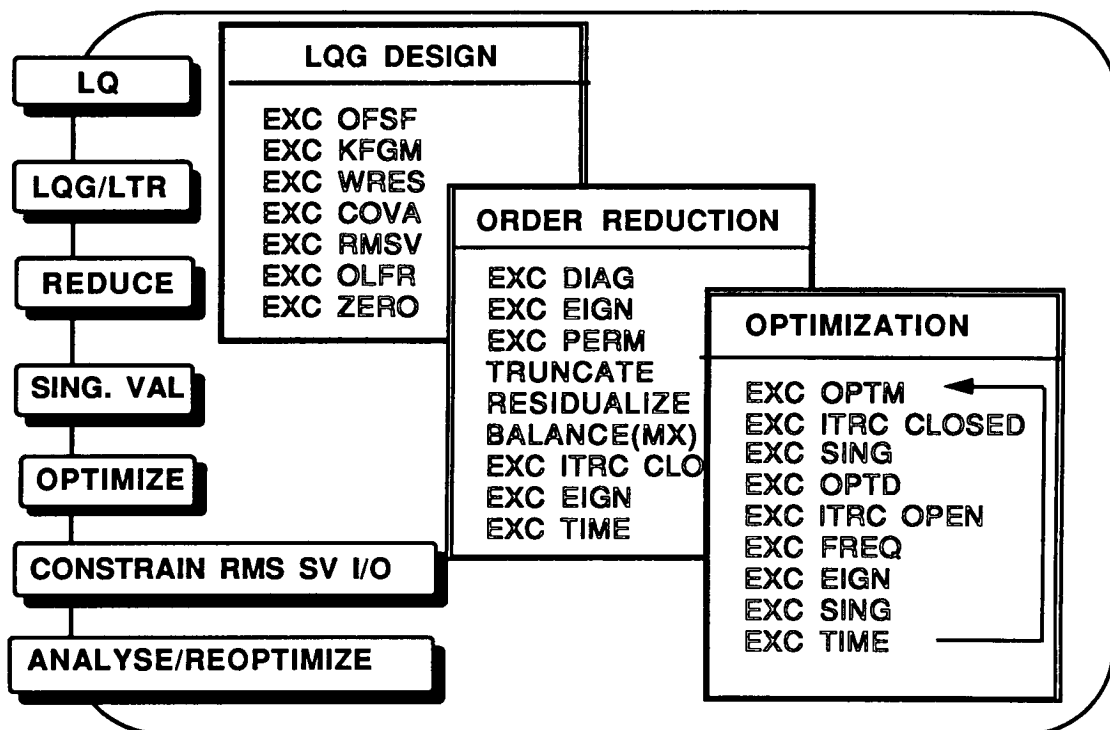 LQ
LQG/LTR
REDUCE
SING. VAL
OPTIMIZE
CONSTRAIN RMS SV I/O
ANALYSE/REOPTIMIZE
LQG DESIGN
EXC OFSF
EXC KFGM
EXC WRES
EXC COVA
EXC RMSV
EXC OLFR
EXC ZERO
ORDER REDUCTION
EXC DIAG
EXC EIGN
EXC PERM
TRUNCATE
RESIDUALIZE
BALANCE(MX)
EXC ITRC CLO
EXC EIGN
EXC TIME
OPTIMIZATION
EXC OPTM
EXC ITRC CLOSED
EXC SING
EXC OPTD
EXC ITRC OPEN
EXC FREQ
EXC EIGN
EXC SING
EXC TIME